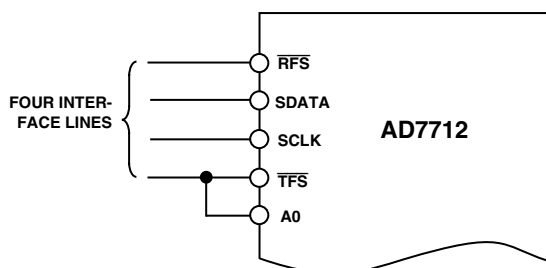 RFS
FOUR INTER-
FACE LINES
SDATA
SCLK
AD7712
TFS
A0